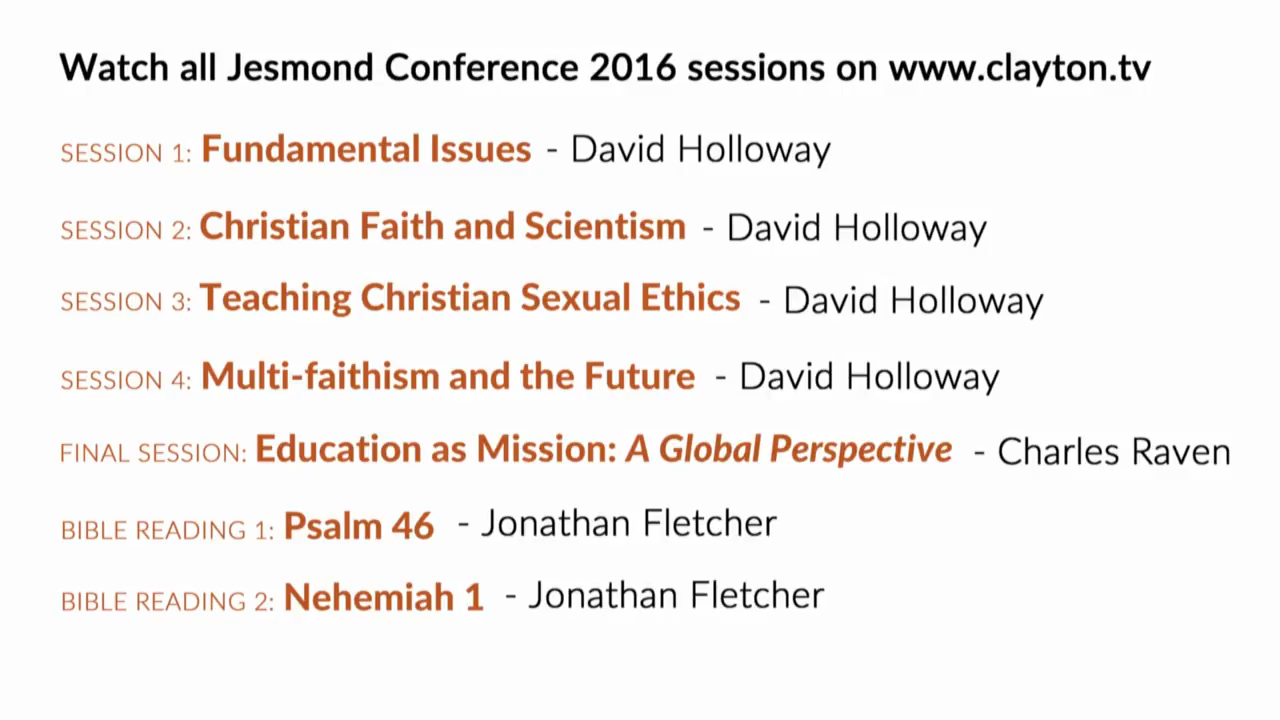 Watch all Jesmond Conference 2016 sessions on www.clayton.tv
SESSION 1: Fundamental Issues - David Holloway
SESSION 2: Christian Faith and Scientism - David Holloway
SESSION 3: Teaching Christian Sexual Ethics - David Holloway
SESSION 4: Multi-faithism and the Future - David Holloway
FINAL SESSION: Education as Mission: A Global Perspective - Charles Raven
BIBLE READING 1: Psalm 46 - Jonathan Fletcher
BIBLE READING 2: Nehemiah 1 - Jonathan Fletcher